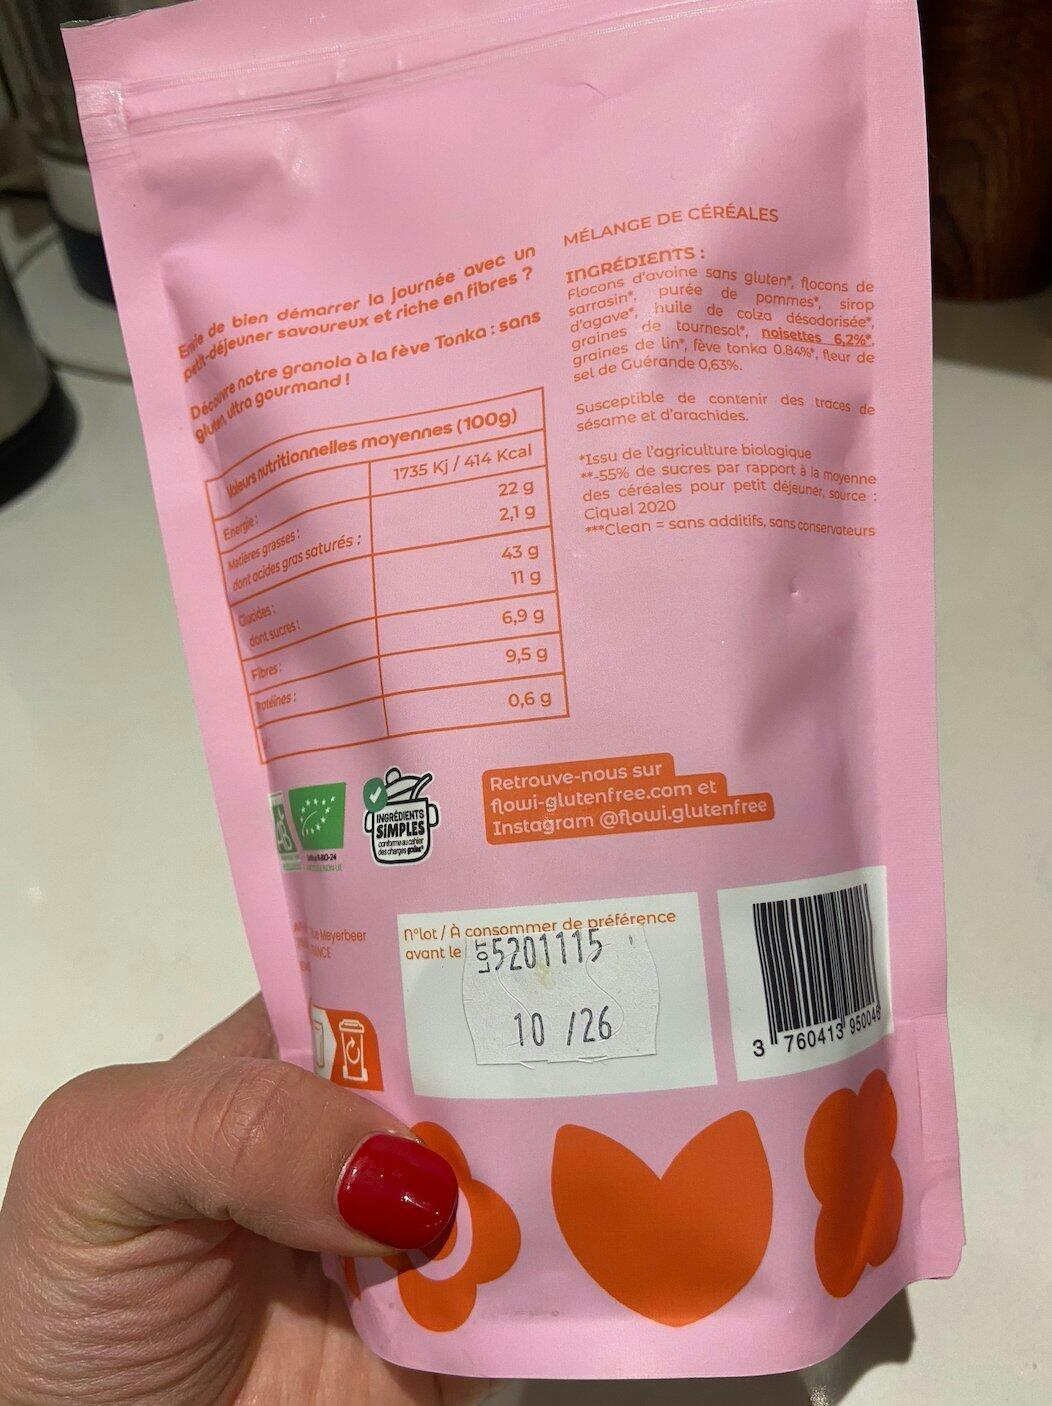 Envie de bien démarrer la journée avec un
petit-déjeuner savoureux et riche en fibres ?
Découvre notre granola à la fève Tonka : sans
gluten, ultra gourmand !
Valeurs nutritionnelles moyennes (100g)
Energie : 1735 Kj / 414 Kcal
Matières grasses : 22 g
dont acides gras saturés : 2,1 g
Glucides : 43 g
dont sucres : 11 g
Fibres : 6,9 g
Protéines : 9,5 g
0,6 g
MÉLANGE DE CÉRÉALES
INGRÉDIENTS :
Flocons d'avoine sans gluten*, flocons de
sarrasin*, purée de pommes*, sirop
d'agave*, huile de colza désodorisée*,
graines de tournesol*, noisettes 6,2%*,
graines de lin*, fève tonka 0.84%*, fleur de
sel de Guérande 0,63%.
Susceptible de contenir des traces de
sésame et d'arachides.
*Issu de l'agriculture biologique
**-55% de sucres par rapport à la moyenne
des céréales pour petit déjeuner, source :
Ciqual 2020
***Clean = sans additifs, sans conservateurs
AB
INGRÉDIENTS
SIMPLES
conforme au cahier
des charges
Retrouve-nous sur
flowi-glutenfree.com et
Instagram @flowi.glutenfree
Meyerbeer
n°lot / À consommer de préférence
avant le
LOT 5201115
10 /26
3 760413 950046